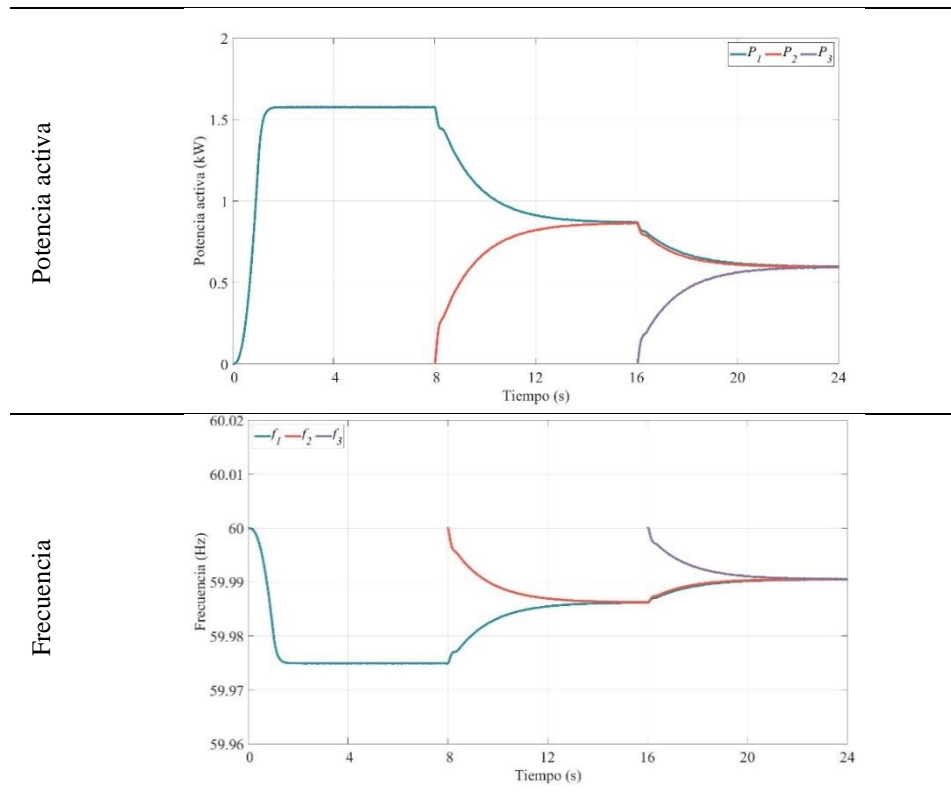 Potencia activa
Potencia activa (kW)
2
1.5
1
0.5
0
P1 P2 P3
0 4 8 12 16 20 24
Tiempo (s)
Frecuencia
Frecuencia (Hz)
60.02
60.01
60
59.99
59.98
59.97
59.96
f1 f2 f3
0 4 8 12 16 20 24
Tiempo (s)